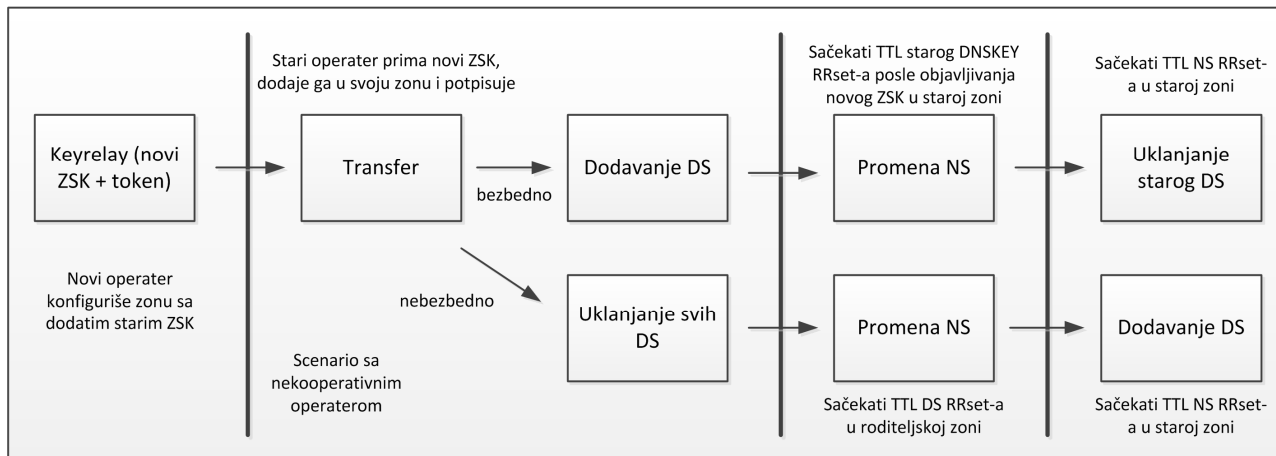 Stari operater prima novi ZSK,
dodaje ga u svoju zonu i potpisuje
Sačekati TTL starog DNSKEY
RRset-a posle objavljivanja
novog ZSK u staroj zoni
Sačekati TTL NS RRset-
a u staroj zoni
Keyrelay (novi
ZSK + token)
Transfer
bezbedno
Dodavanje DS
Promena NS
Uklanjanje
starog DS
Novi operater
konfiguriše zonu sa
dodatim starim ZSK
nebezbedno
Scenario sa
nekooperativnim
operaterom
Uklanjanje svih
DS
Promena NS
Dodavanje DS
Sačekati TTL DS RRset-a
u roditeljskoj zoni
Sačekati TTL NS RRset-
a u staroj zoni